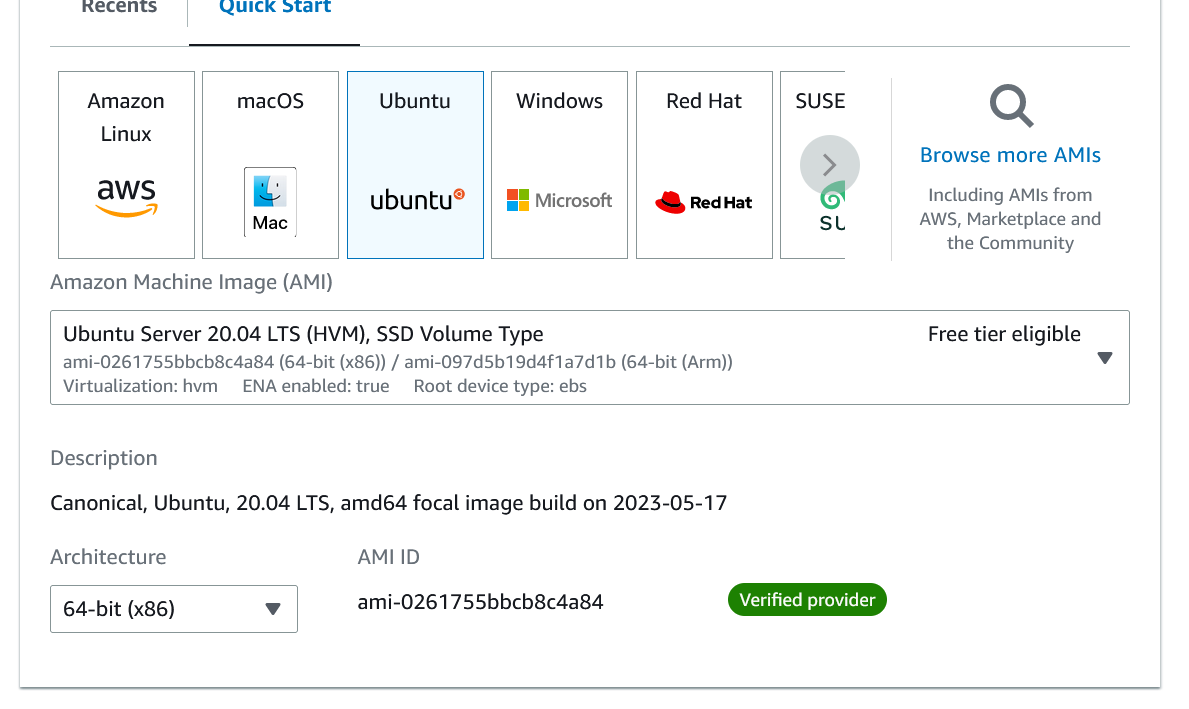 Recents
Quick Start
Amazon
Linux
aws
macOS
Mac
Ubuntu
ubuntu
Windows
Microsoft
Red Hat
Red Hat
SUSE
SU
Browse more AMIs
Including AMIs from
AWS, Marketplace and
the Community
Amazon Machine Image (AMI)
Ubuntu Server 20.04 LTS (HVM), SSD Volume Type
Free tier eligible
ami-0261755bbcb8c4a84 (64-bit (x86)) / ami-097d5b19d4f1a7d1b (64-bit (Arm))
Virtualization: hvm ENA enabled: true Root device type: ebs
Description
Canonical, Ubuntu, 20.04 LTS, amd64 focal image build on 2023-05-17
Architecture
AMI ID
64-bit (x86)
ami-0261755bbcb8c4a84
Verified provider